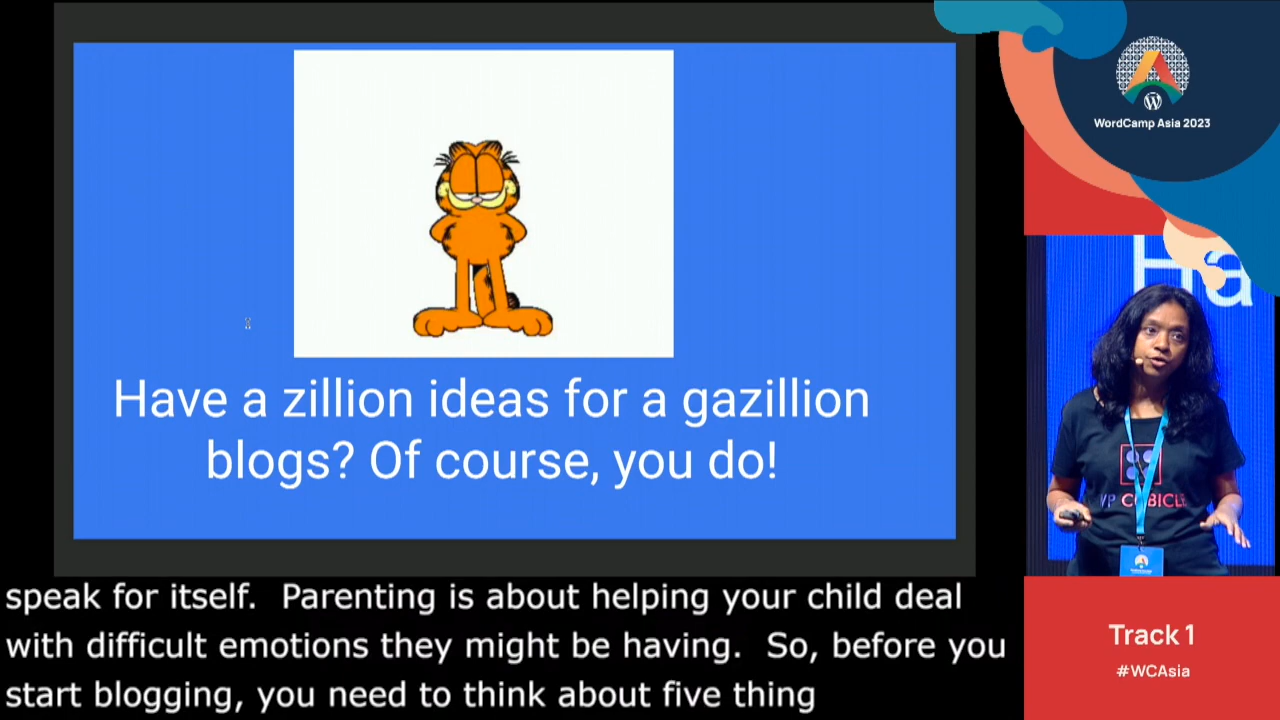 Have a zillion ideas for a gazillion
blogs? Of course, you do!
WordCamp Asia 2023
Ha
VP CUBICLE
speak for itself.  Parenting is about helping your child deal
with difficult emotions they might be having.  So, before you
start blogging, you need to think about five thing
Track 1
#WCAsia